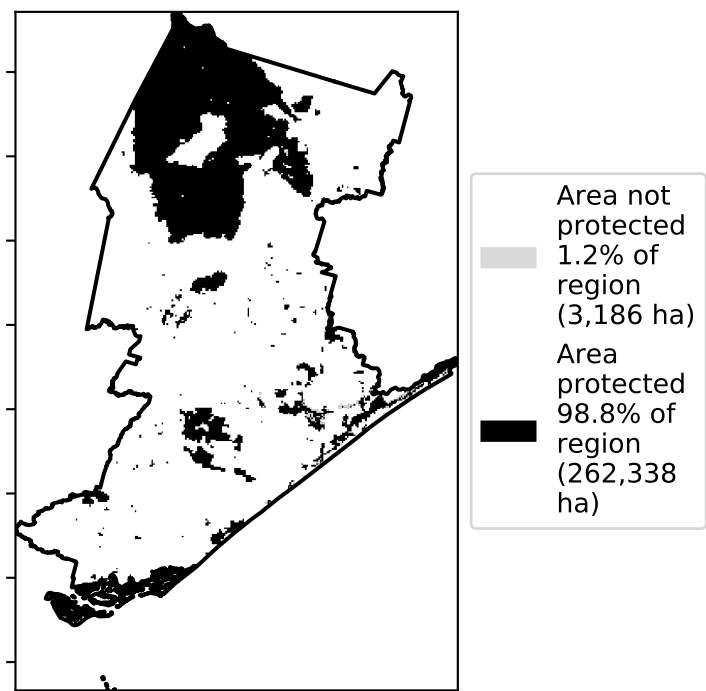 Area not
protected
1.2% of
region
(3,186 ha)
Area
protected
98.8% of
region
(262,338
ha)